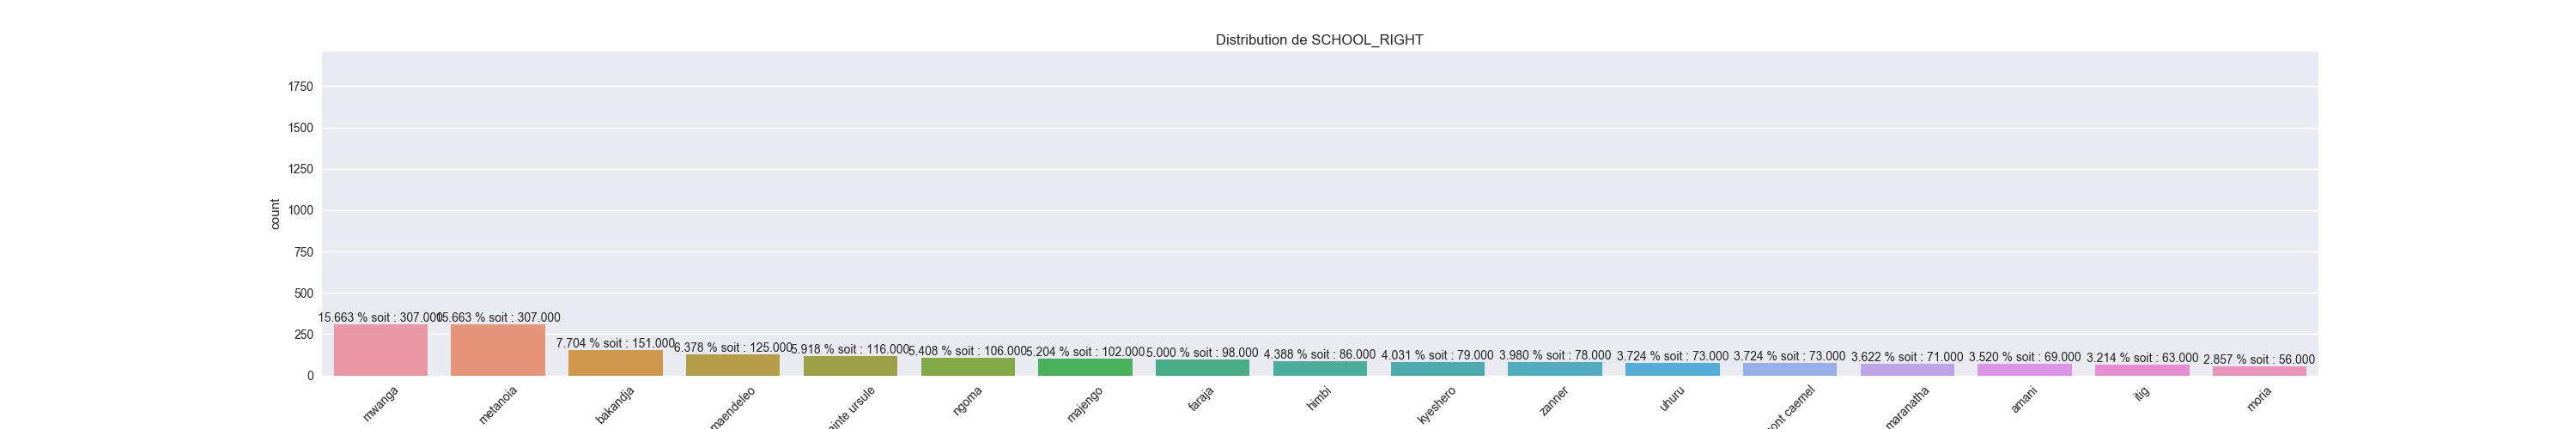 Distribution de SCHOOL_RIGHT
1750
1500
1250
1000
750
500
250
0
count
15.663 % soit : 307.000
15.663 % soit : 307.000
7.704 % soit : 151.000
6.378 % soit : 125.000
5.918 % soit : 116.000
5.408 % soit : 106.000
5.204 % soit : 102.000
5.000 % soit : 98.000
4.388 % soit : 86.000
4.031 % soit : 79.000
3.980 % soit : 78.000
3.724 % soit : 73.000
3.724 % soit : 73.000
3.622 % soit : 71.000
3.520 % soit : 69.000
3.214 % soit : 63.000
2.857 % soit : 56.000
mwanga
metanoia
bakandja
maendeleo
ursule
ngoma
majengo
faraja
himbi
kyeshero
zanner
uhuru
caemel
maranatha
amani
itig
moria